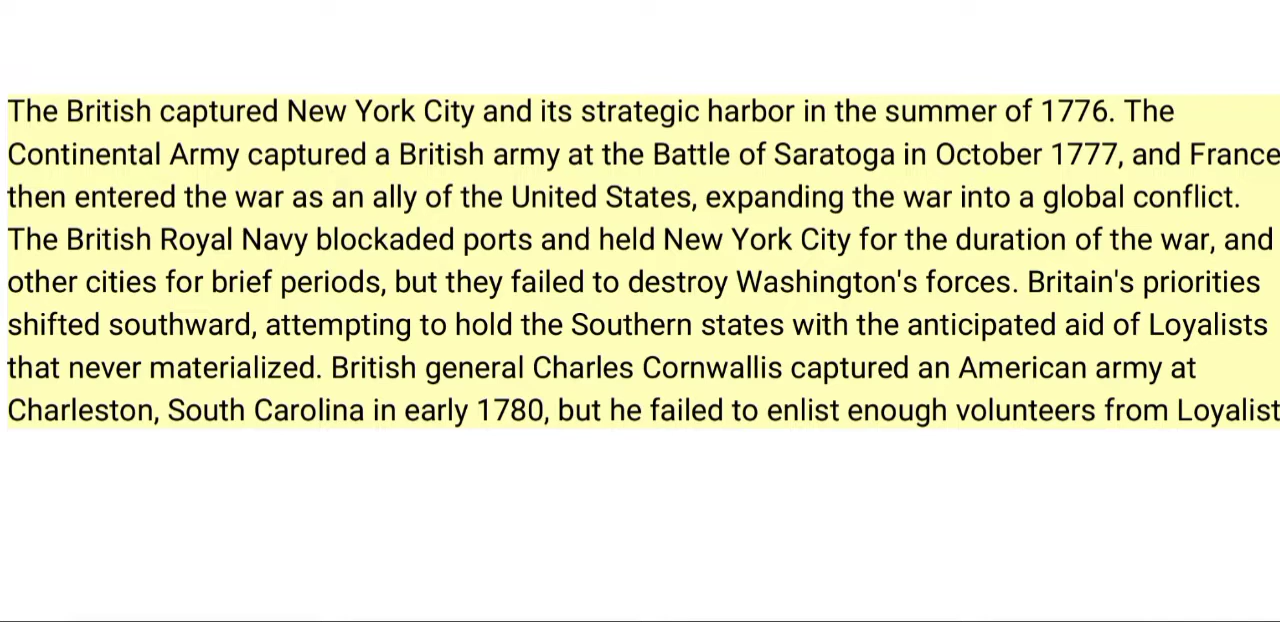 The British captured New York City and its strategic harbor in the summer of 1776. The
Continental Army captured a British army at the Battle of Saratoga in October 1777, and France
then entered the war as an ally of the United States, expanding the war into a global conflict.
The British Royal Navy blockaded ports and held New York City for the duration of the war, and
other cities for brief periods, but they failed to destroy Washington's forces. Britain's priorities
shifted southward, attempting to hold the Southern states with the anticipated aid of Loyalists
that never materialized. British general Charles Cornwallis captured an American army at
Charleston, South Carolina in early 1780, but he failed to enlist enough volunteers from Loyalist